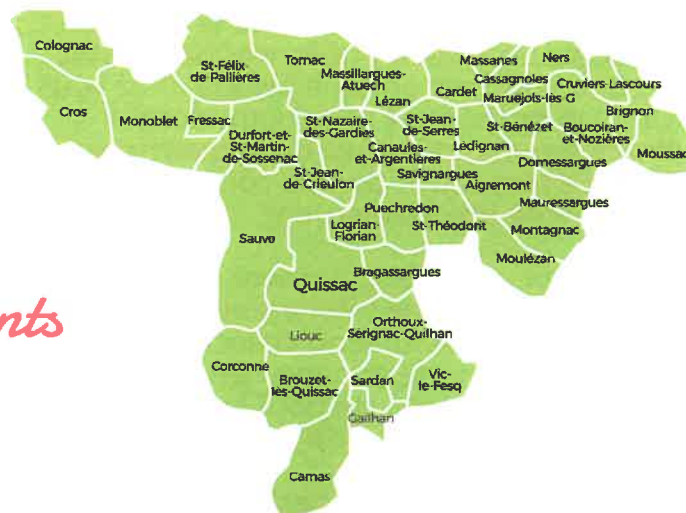 Colognac
Cros
Monoblet
Fressac
St-Félix
de Pallières
Tornac
Massillargues-
Atuech
Lézan
Cardet
Massanes
Cassagnoles
Maruejols-lès-G
Ners
Cruviers-Lascours
Brignon
Moussac
Boucoiran-
et-Nozières
St-Bénézet
Durfort-et-
St-Martin-
de-Sossenac
St-Nazaire-
des-Gardies
St-Jean-
de-Serres
Canaules-
et-Argentières
Lédignan
Domessargues
St-Jean-
de-Crieulon
Savignargues
Aigremont
Mauressargues
Puechredon
Logrian-
Florian
St-Théodorit
Montagnac
Moulézan
Sauve
Bragassargues
Quissac
Liouc
Orthoux-
Sérignac-Quilhan
Corconne
Brouzet-
lès-Quissac
Sardan
Vic-
le-Fesq
Gailhan
Carnas
nts